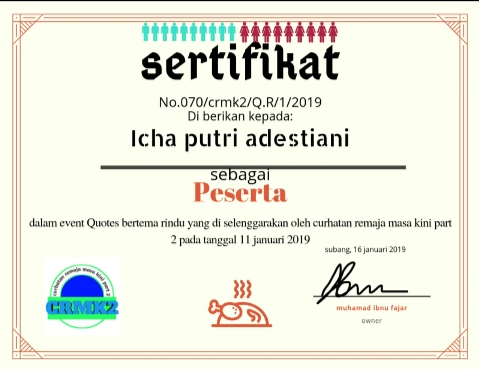 sertifikat
No.070/crmk2/Q.R/1/2019
Di berikan kepada:
Icha putri adestiani
sebagai
Peserta
dalam event Quotes bertema rindu yang di selenggarakan oleh curhatan remaja masa kini part
2 pada tanggal 11 januari 2019
subang, 16 januari 2019
curhatan remaja masa kini part 2
CRMK2
muhamad ibnu fajar
owner